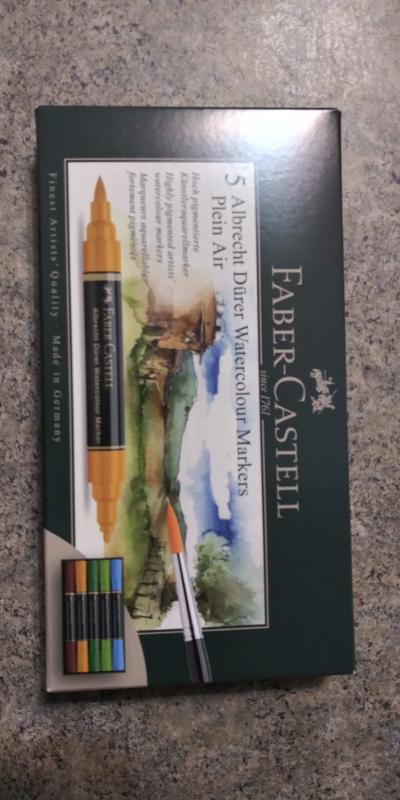 FABER-CASTELL
since 1761
5 Albrecht Dürer Watercolour Markers
Plein Air
Hoch pigmentierte
Künstleraquarellmarker
Highly pigmented artists'
watercolour markers
Marqueurs aquarellables
fortement pigmentés
FABER-CASTELL
Albrecht Dürer Watercolour Marker
Finest Artists' Quality · Made in Germany